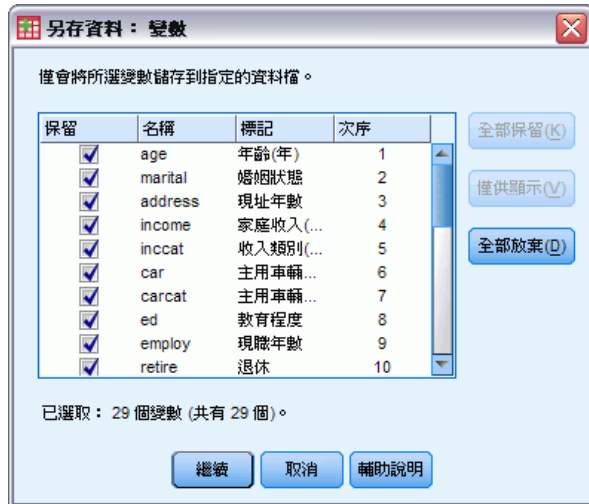 另存資料： 變數
僅會將所選變數儲存到指定的資料檔。
保留 名稱 標記 次序
age 年齡(年) 1
marital 婚姻狀態 2
address 現址年數 3
income 家庭收入(... 4
inccat 收入類別(... 5
car 主用車輛... 6
carcat 主用車輛... 7
ed 教育程度 8
employ 現職年數 9
retire 退休 10
全部保留(K)
僅供顯示(V)
全部放棄(D)
已選取： 29 個變數 (共有 29 個)。
繼續 取消 輔助說明